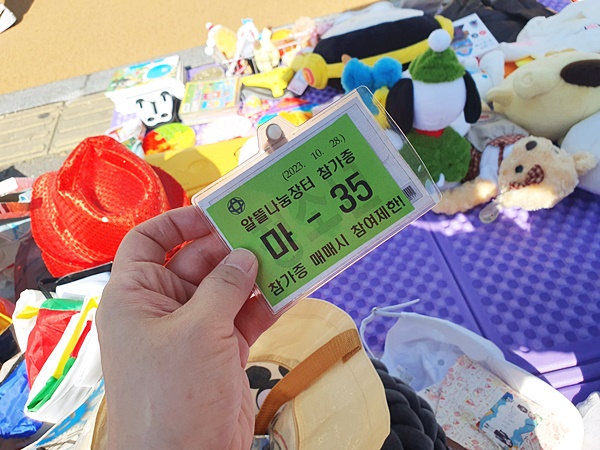 (2023. 10. 28.)
알뜰나눔장터 참가증
마 - 35
참가증 매매시 참여제한!